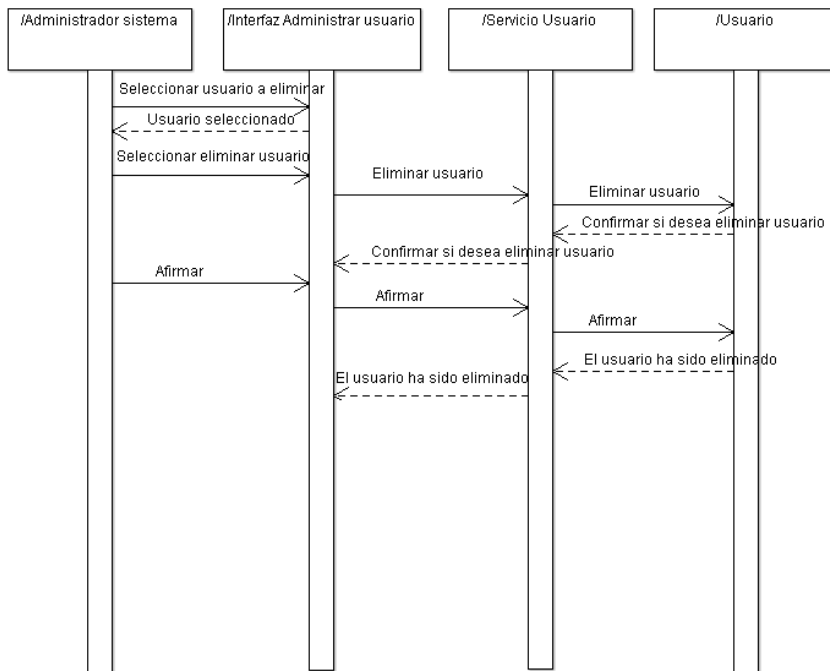 /Administrador sistema
/Interfaz Administrar usuario
/Servicio Usuario
/Usuario
Seleccionar usuario a eliminar
Usuario seleccionado
Seleccionar eliminar usuario
Eliminar usuario
Eliminar usuario
Confirmar si desea eliminar usuario
Confirmar si desea eliminar usuario
Afirmar
Afirmar
Afirmar
El usuario ha sido eliminado
El usuario ha sido eliminado